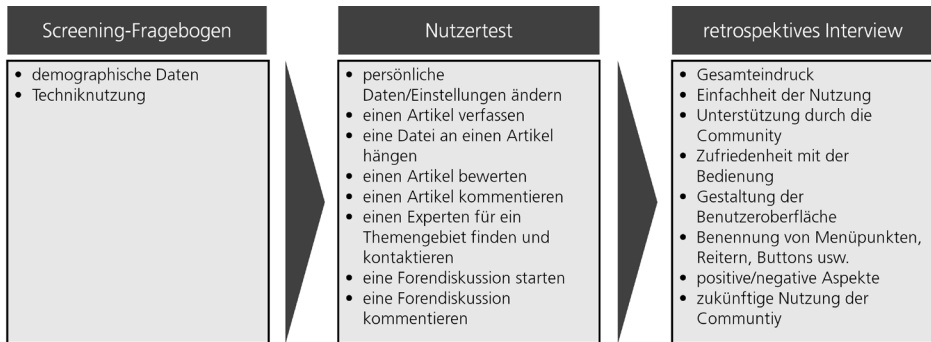 Screening-Fragebogen
• demographische Daten
• Techniknutzung
Nutzertest
• persönliche
Daten/Einstellungen ändern
• einen Artikel verfassen
• eine Datei an einen Artikel
hängen
• einen Artikel bewerten
• einen Artikel kommentieren
• einen Experten für ein
Themengebiet finden und
kontaktieren
• eine Forendiskussion starten
• eine Forendiskussion
kommentieren
retrospektives Interview
• Gesamteindruck
• Einfachheit der Nutzung
• Unterstützung durch die
Community
• Zufriedenheit mit der
Bedienung
• Gestaltung der
Benutzeroberfläche
• Benennung von Menüpunkten,
Reitern, Buttons usw.
• positive/negative Aspekte
• zukünftige Nutzung der
Communtiy